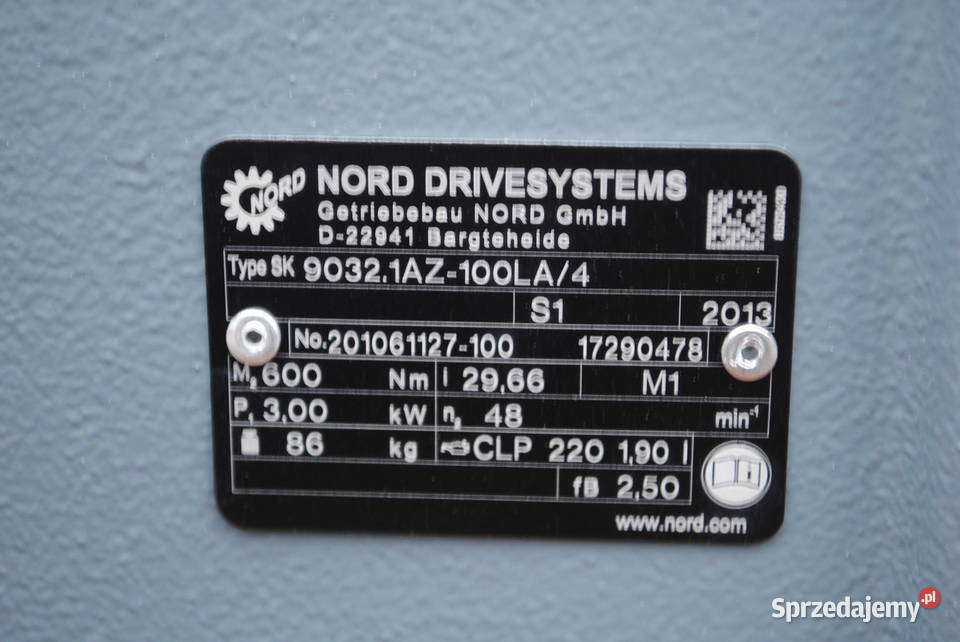 NORD
NORD DRIVESYSTEMS
Getriebebau NORD GmbH
D-22941 Bargteheide
Type SK 9032.1AZ-100LA/4
S1 2013
No. 201061127-100 17290478
M₂ 600 Nm i 29,66 M1
P₁ 3,00 kW n₂ 48 min⁻¹
86 kg CLP 220 1,90 l
fB 2,50
www.nord.com
Sprzedajemy.pl